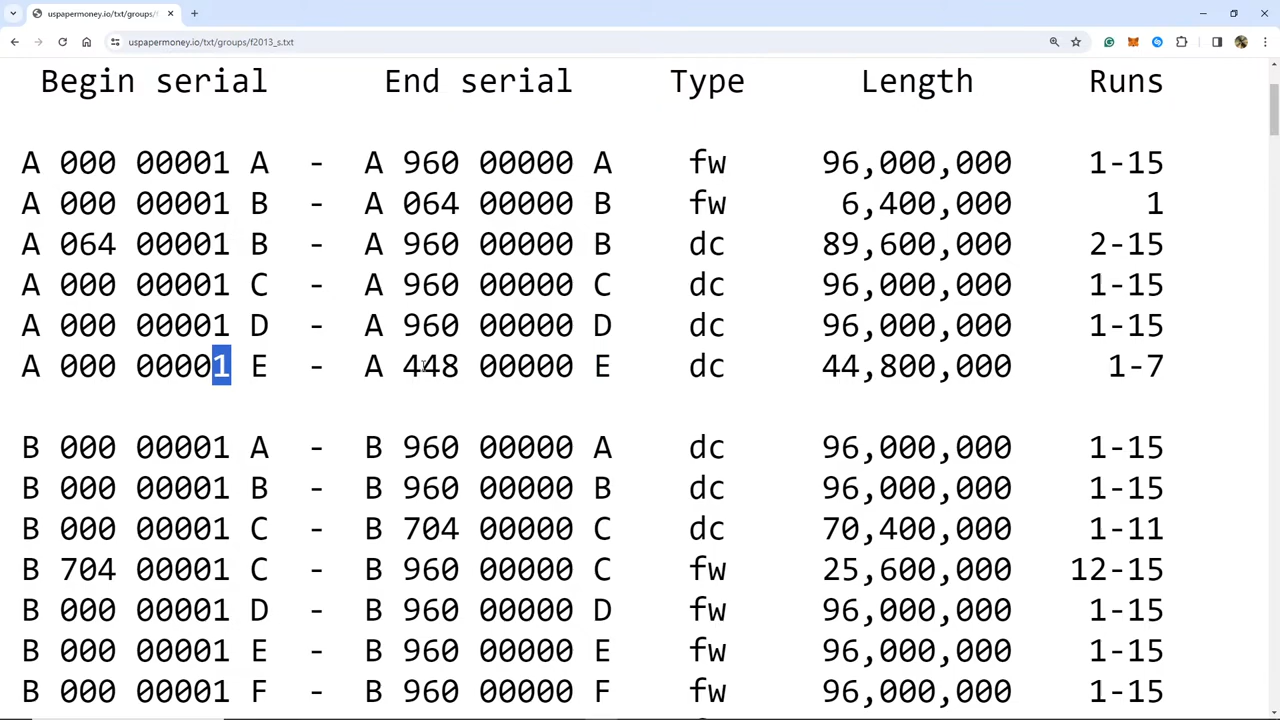 uspapermoney.io/txt/groups/f
uspapermoney.io/txt/groups/f2013_s.txt
Begin serial End serial Type Length Runs
A 000 00001 A - A 960 00000 A fw 96,000,000 1-15
A 000 00001 B - A 064 00000 B fw 6,400,000 1
A 064 00001 B - A 960 00000 B dc 89,600,000 2-15
A 000 00001 C - A 960 00000 C dc 96,000,000 1-15
A 000 00001 D - A 960 00000 D dc 96,000,000 1-15
A 000 00001 E - A 448 00000 E dc 44,800,000 1-7
B 000 00001 A - B 960 00000 A dc 96,000,000 1-15
B 000 00001 B - B 960 00000 B dc 96,000,000 1-15
B 000 00001 C - B 704 00000 C dc 70,400,000 1-11
B 704 00001 C - B 960 00000 C fw 25,600,000 12-15
B 000 00001 D - B 960 00000 D fw 96,000,000 1-15
B 000 00001 E - B 960 00000 E fw 96,000,000 1-15
B 000 00001 F - B 960 00000 F fw 96,000,000 1-15